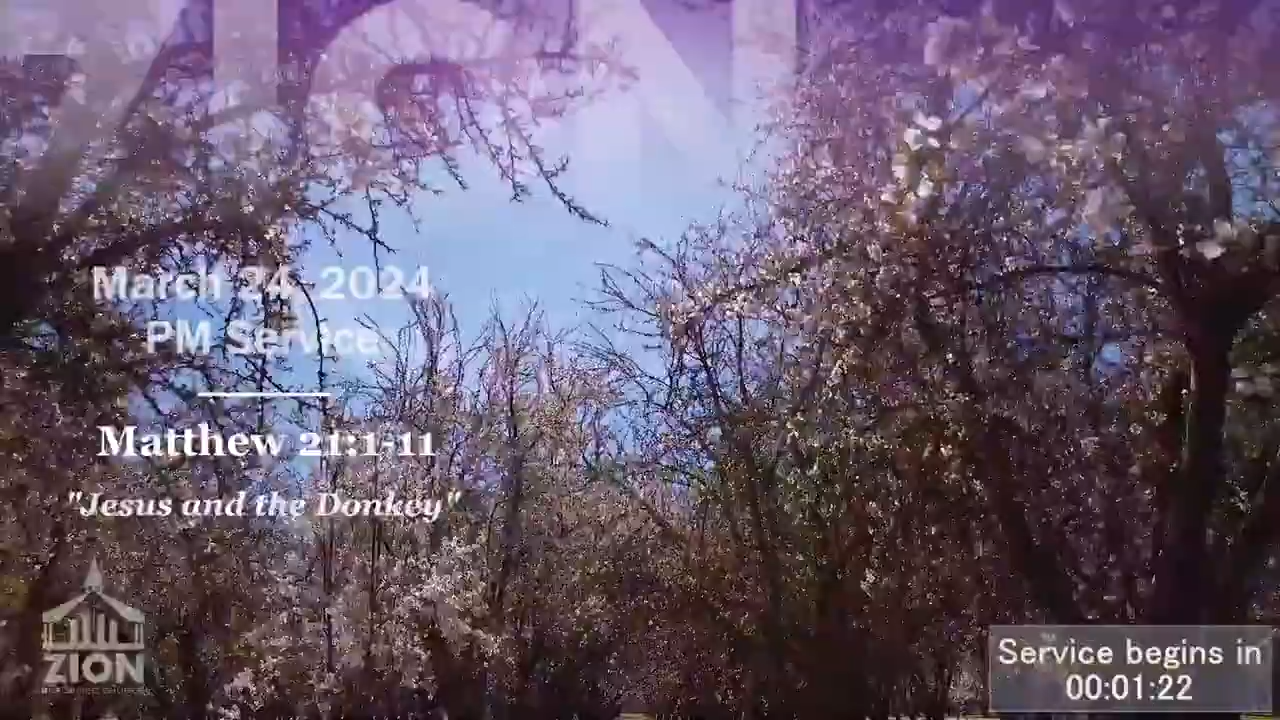 March 24, 2024
PM Service
Matthew 21:1-11
"Jesus and the Donkey"
ZION
Service begins in
00:01:22